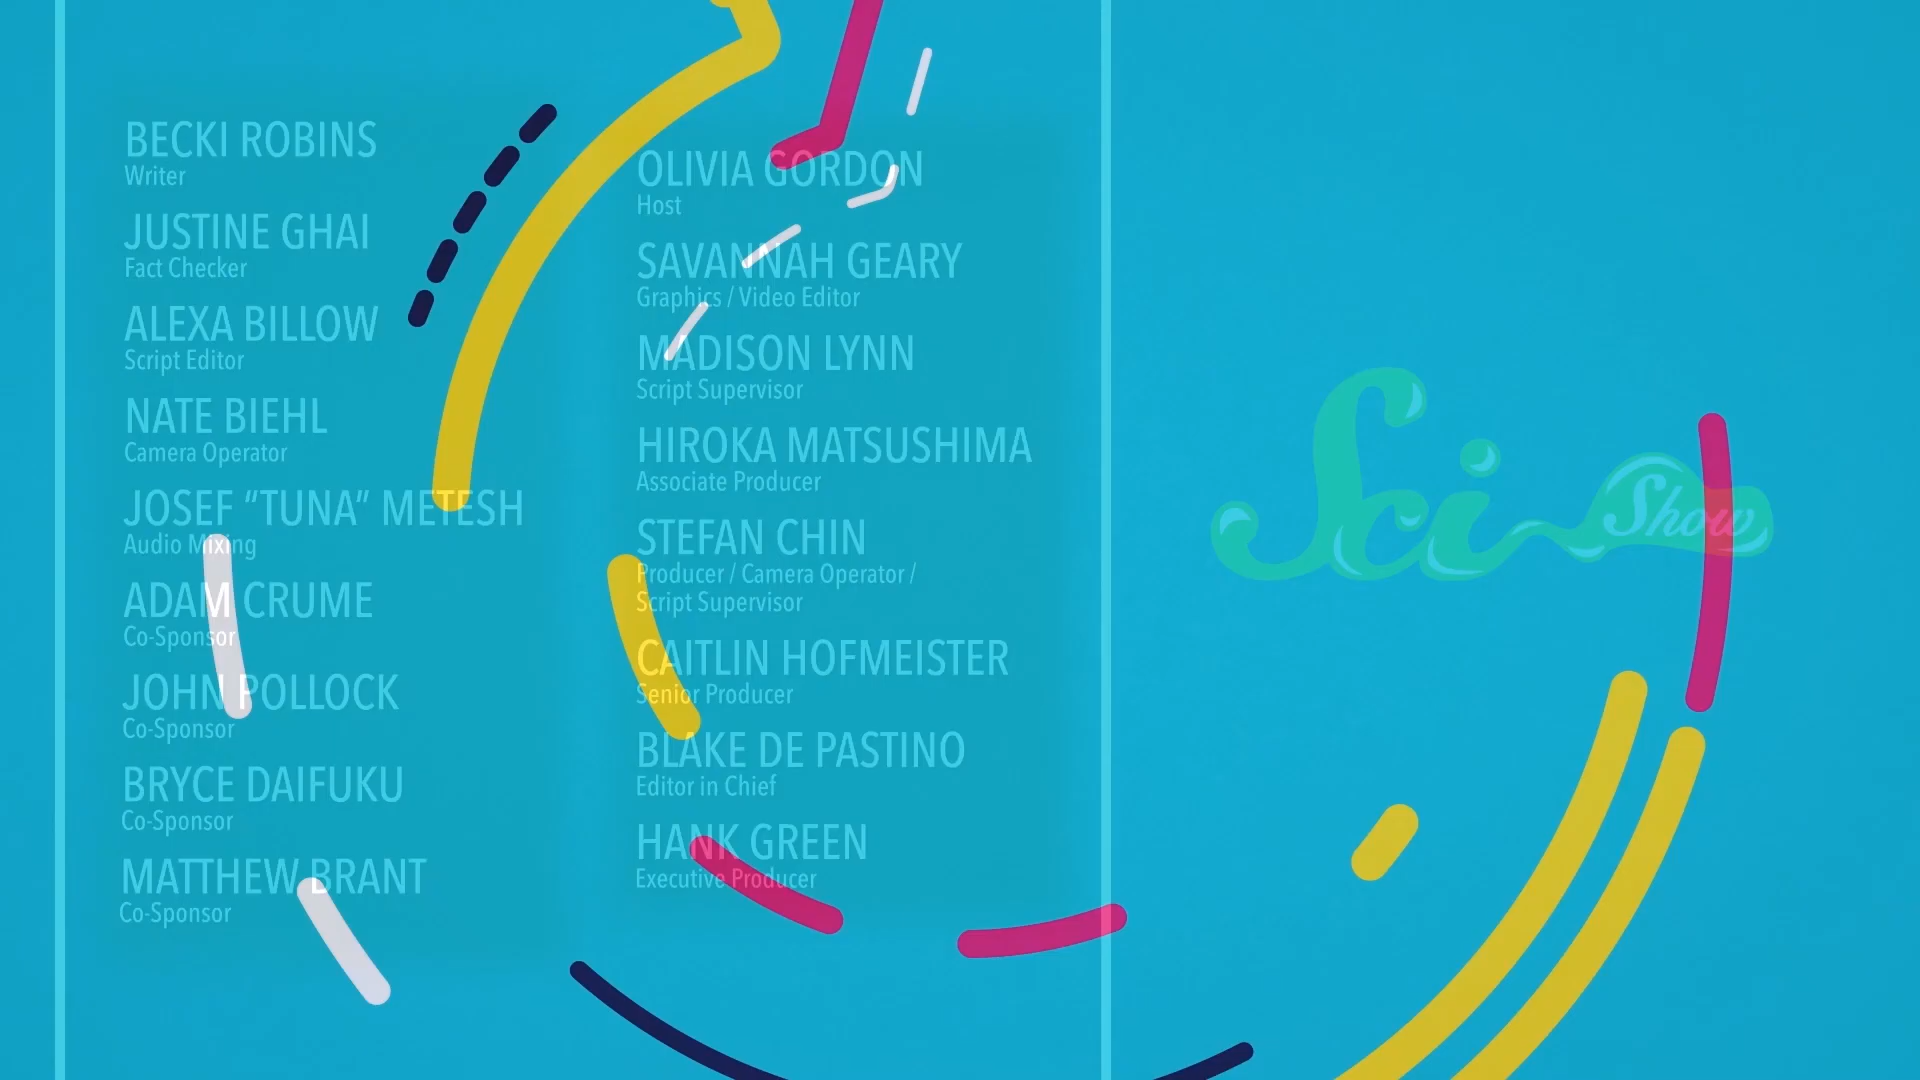 BECKI ROBINS
Writer
JUSTINE GHAI
Fact Checker
ALEXA BILLOW
Script Editor
NATE BIEHL
Camera Operator
JOSEF “TUNA” METESH
Audio Mixing
ADAM CRUME
Co-Sponsor
JOHN POLLOCK
Co-Sponsor
BRYCE DAIFUKU
Co-Sponsor
MATTHEW BRANT
Co-Sponsor
OLIVIA GORDON
Host
SAVANNAH GEARY
Graphics / Video Editor
MADISON LYNN
Script Supervisor
HIROKA MATSUSHIMA
Associate Producer
STEFAN CHIN
Producer / Camera Operator /
Script Supervisor
CAITLIN HOFMEISTER
Senior Producer
BLAKE DE PASTINO
Editor in Chief
HANK GREEN
Executive Producer
Sci Show